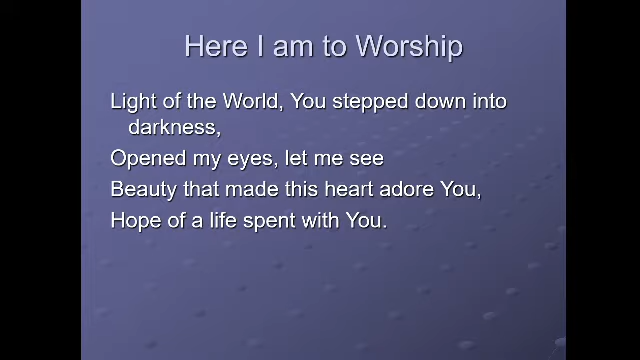 Here I am to Worship
Light of the World, You stepped down into
darkness,
Opened my eyes, let me see
Beauty that made this heart adore You,
Hope of a life spent with You.